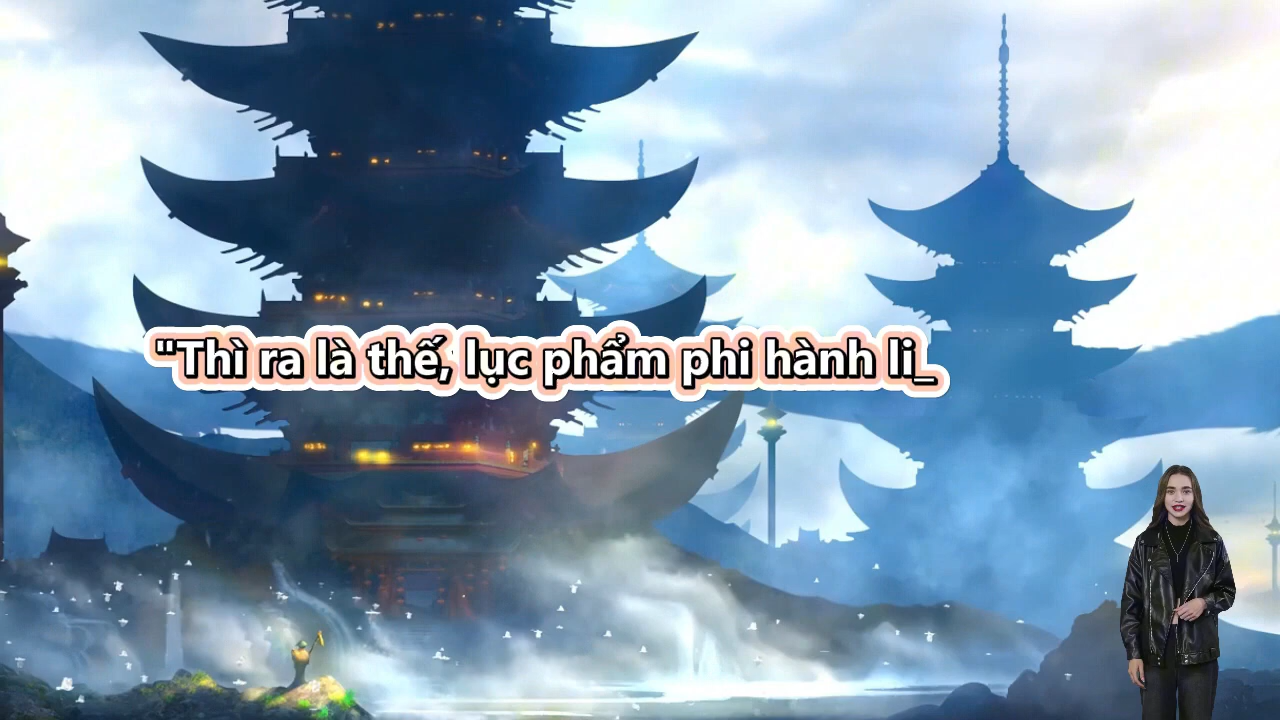 "Thì ra là thế, lục phẩm phi hành li_